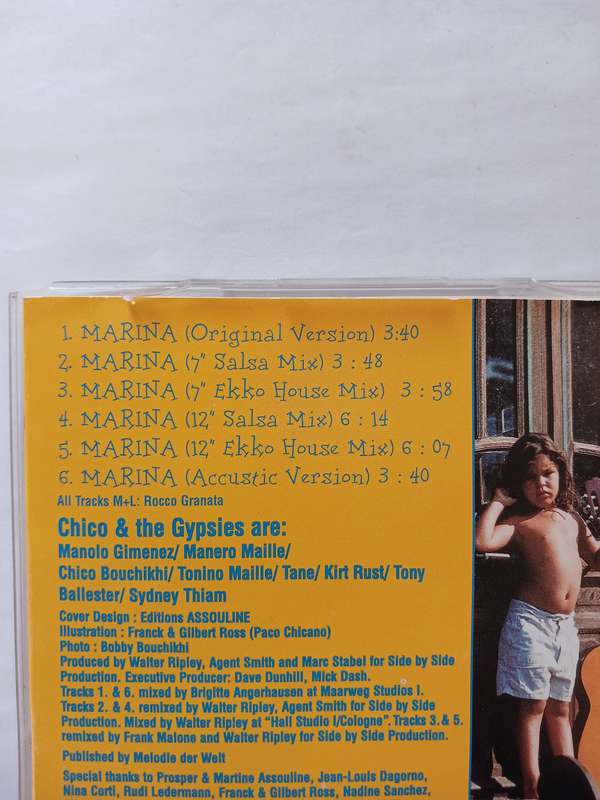 1. MARINA (Original Version) 3:40
2. MARINA (7" Salsa Mix) 3 : 48
3. MARINA (7" Ekko House Mix) 3 : 58
4. MARINA (12" Salsa Mix) 6 : 14
5. MARINA (12" Ekko House Mix) 6 : 07
6. MARINA (Accustic Version) 3 : 40
All Tracks M+L: Rocco Granata
Chico & the Gypsies are:
Manolo Gimenez/ Manero Maille/
Chico Bouchikhi/ Tonino Maille/ Tane/ Kirt Rust/ Tony
Ballester/ Sydney Thiam
Cover Design : Editions ASSOULINE
Illustration : Franck & Gilbert Ross (Paco Chicano)
Photo : Bobby Bouchikhi
Produced by Walter Ripley, Agent Smith and Marc Stabel for Side by Side
Production. Executive Producer: Dave Dunhill, Mick Dash.
Tracks 1. & 6. mixed by Brigitte Angerhausen at Maarweg Studios I.
Tracks 2. & 4. remixed by Walter Ripley, Agent Smith for Side by Side
Production. Mixed by Walter Ripley at "Hall Studio I/Cologne". Tracks 3. & 5.
remixed by Frank Malone and Walter Ripley for Side by Side Production.
Published by Melodie der Welt
Special thanks to Prosper & Martine Assouline, Jean-Louis Dagorno,
Nina Corti, Rudi Ledermann, Franck & Gilbert Ross, Nadine Sanchez,